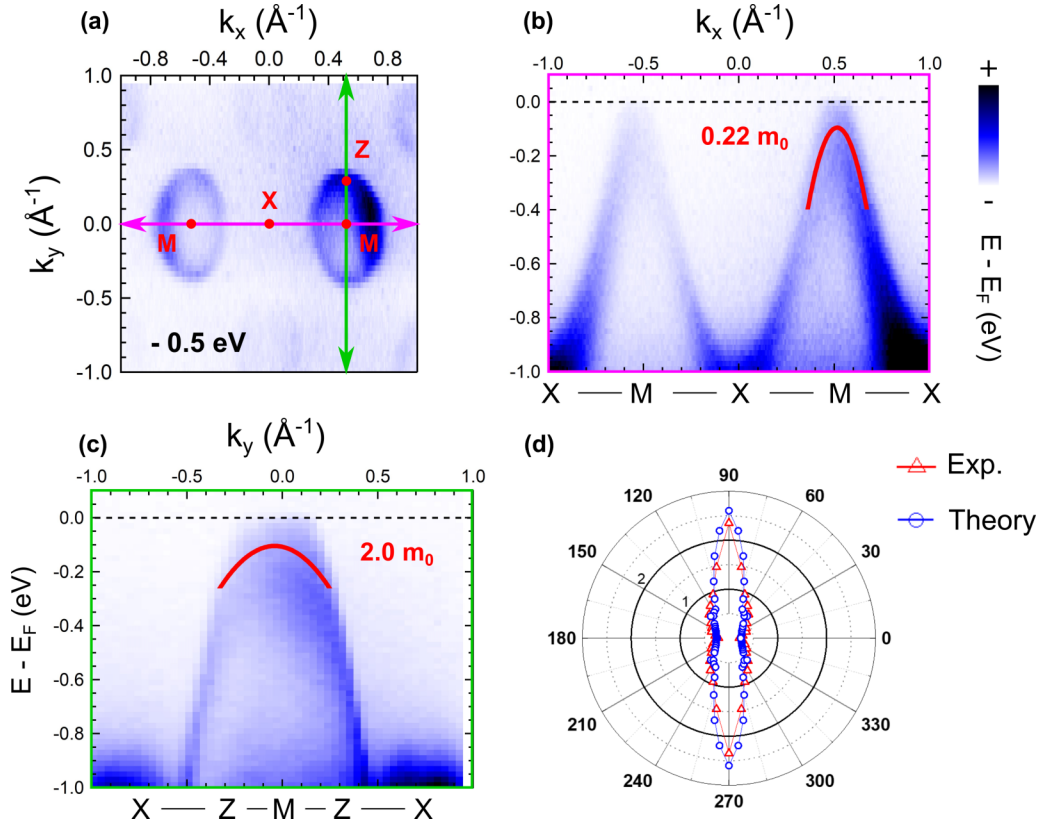 (a)
kx (Å-1)
-0.8 -0.4 0.0 0.4 0.8
ky (Å-1)
1.0
0.5
0.0
-0.5
-1.0
Z
X
M
M
- 0.5 eV
(b)
kx (Å-1)
-1.0 -0.5 0.0 0.5 1.0
0.0
-0.2
-0.4
-0.6
-0.8
-1.0
0.22 m0
X M X M X
+
-
E - EF (eV)
(c)
ky (Å-1)
-1.0 -0.5 0.0 0.5 1.0
E - EF (eV)
0.0
-0.2
-0.4
-0.6
-0.8
-1.0
2.0 m0
X Z M Z X
(d)
90
120 60
150 30
180 0
210 330
240 300
270
2
1
Exp.
Theory